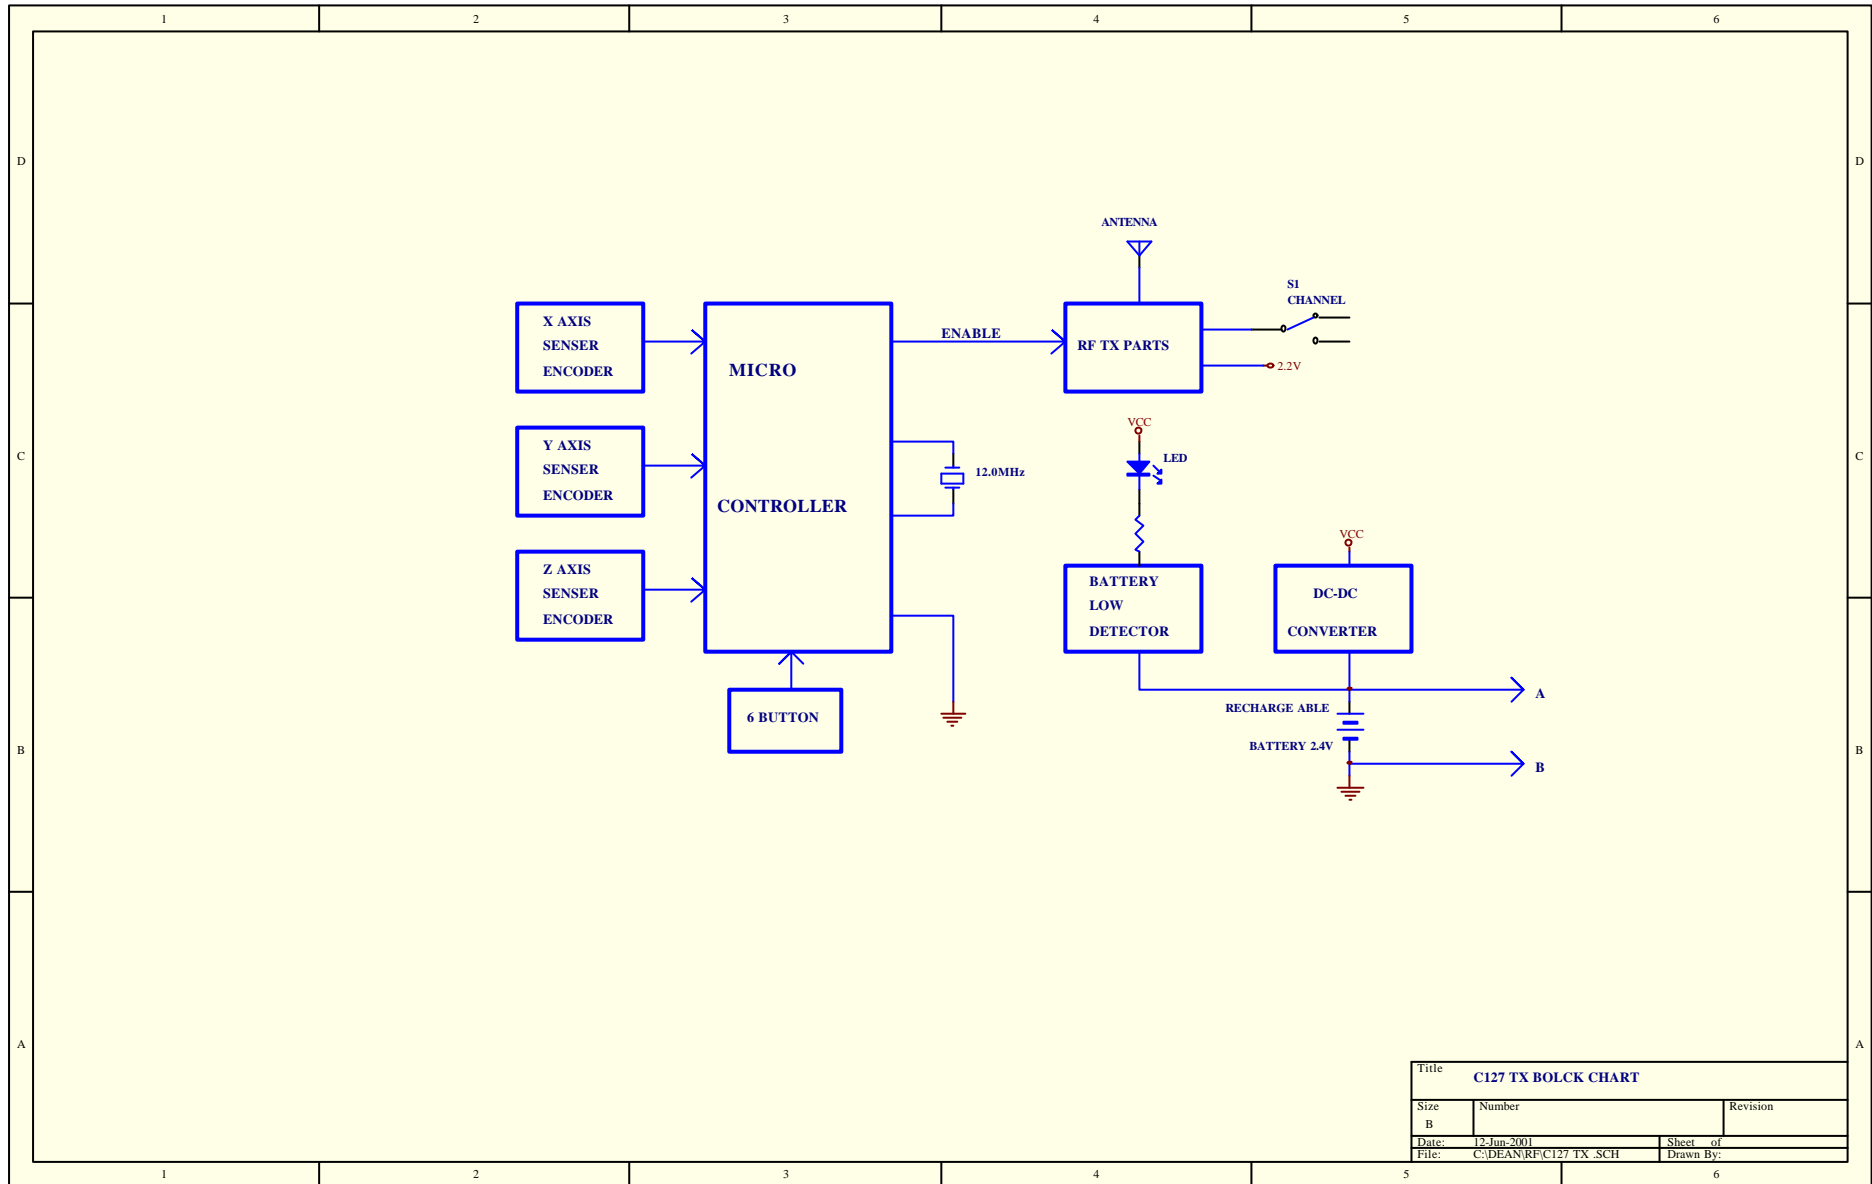 1 2 3 4 5 6
D D
ANTENNA
S1
CHANNEL
X AXIS
SENSER
ENCODER
MICRO
CONTROLLER
ENABLE
RF TX PARTS
2.2V
Y AXIS
SENSER
ENCODER
12.0MHz
VCC
LED
C C
Z AXIS
SENSER
ENCODER
BATTERY
LOW
DETECTOR
VCC
DC-DC
CONVERTER
6 BUTTON
A
RECHARGE ABLE
BATTERY 2.4V
B
B B
A A
Title
C127 TX BOLCK CHART
Size
B
Number
Revision
Date: 12-Jun-2001
Sheet of
File: C:\DEAN\RF\C127 TX .SCH
Drawn By:
1 2 3 4 5 6